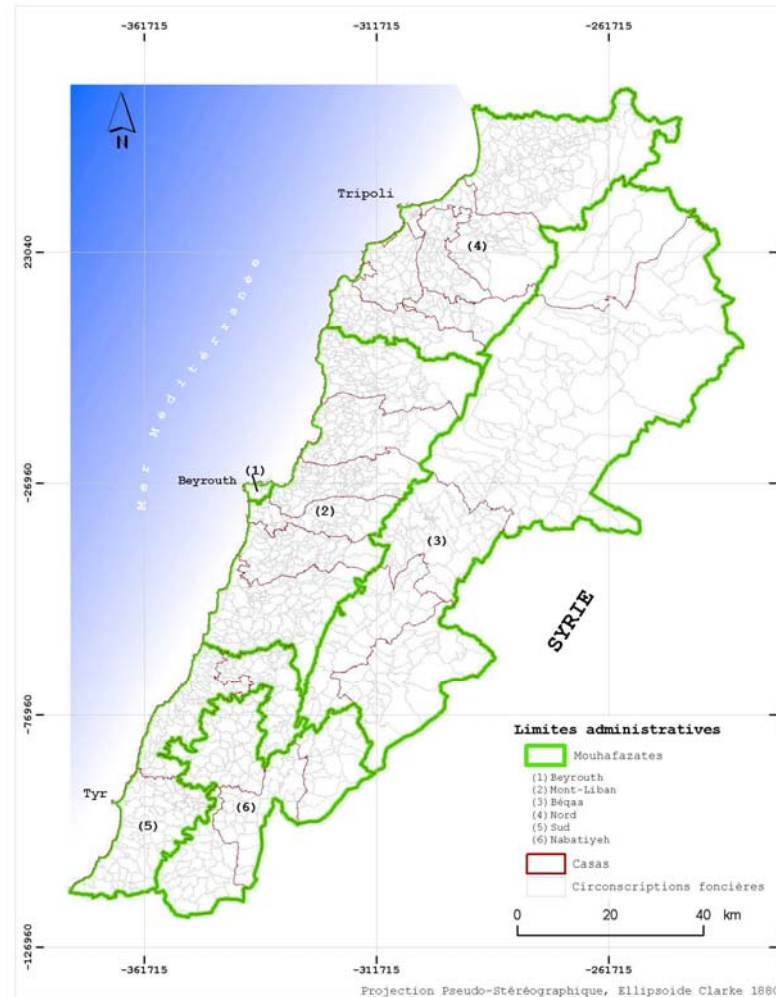 -361715 -311715 -261715
N
Tripoli
(4)
23040
Mer Méditérranée
(1)
Beyrouth
-26960
(2)
(3)
SYRIE
-76960
Limites administratives
Mouhafazates
(1) Beyrouth
(2) Mont-Liban
(3) Béqaa
(4) Nord
(5) Sud
(6) Nabatiyeh
Tyr
(5)
(6)
Casas
Circonscriptions foncières
0 20 40 km
-126960
-361715 -311715 -261715
Projection Pseudo-Stéréographique, Ellipsoide Clarke 1880